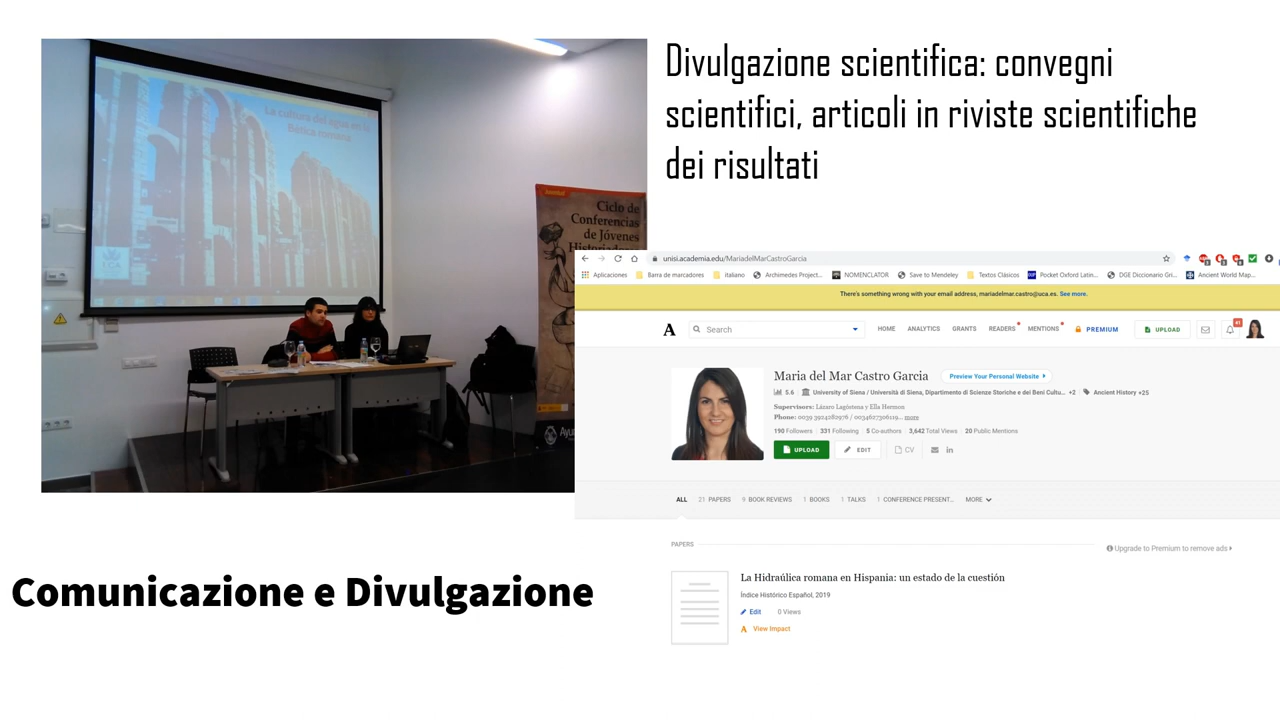 La cultura del agua en la
Bética romana
UCA
Ciclo de
Conferencias
de Jóvenes
Divulgazione scientifica: convegni
scientifici, articoli in riviste scientifiche
dei risultati
unisi.academia.edu/MariadelMarCastroGarcia
Aplicaciones Barra de marcadores italiano Archimedes Project... NOMENCLATOR Save to Mendeley Textos Clásicos Pocket Oxford Latin... DGE Diccionario Gri... Ancient World Map...
There's something wrong with your email address, mariadelmar.castro@uca.es. See more.
A Search HOME ANALYTICS GRANTS READERS MENTIONS PREMIUM UPLOAD
Maria del Mar Castro Garcia Preview Your Personal Website
5.6 University of Siena / Università di Siena, Dipartimento di Scienze Storiche e dei Beni Cultu... +2 Ancient History +25
Supervisors: Lázaro Lagóstena y Ella Hermon
Phone: 0039 3924282976 / 0034627306119... more
190 Followers 331 Following 5 Co-authors 3,642 Total Views 20 Public Mentions
UPLOAD EDIT CV in
ALL 21 PAPERS 9 BOOK REVIEWS 1 BOOKS 1 TALKS 1 CONFERENCE PRESENT... MORE
PAPERS
Upgrade to Premium to remove ads
La Hidraúlica romana en Hispania: un estado de la cuestión
Índice Histórico Español, 2019
Edit 0 Views
View Impact
Comunicazione e Divulgazione